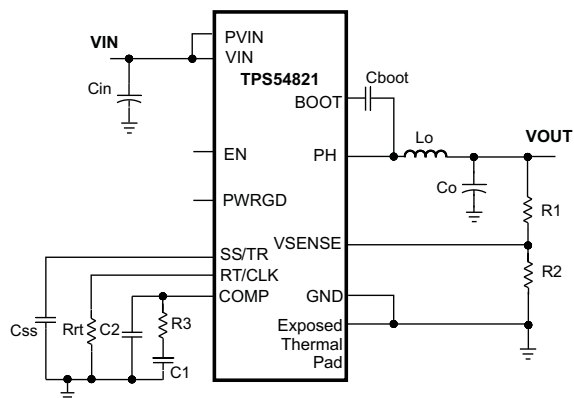 VIN
PVIN
VIN
TPS54821
Cboot
Cin
BOOT
Lo
VOUT
EN
PH
Co
PWRGD
R1
VSENSE
SS/TR
RT/CLK
R2
COMP
GND
Css
Rrt
C2
R3
Exposed
Thermal
Pad
C1